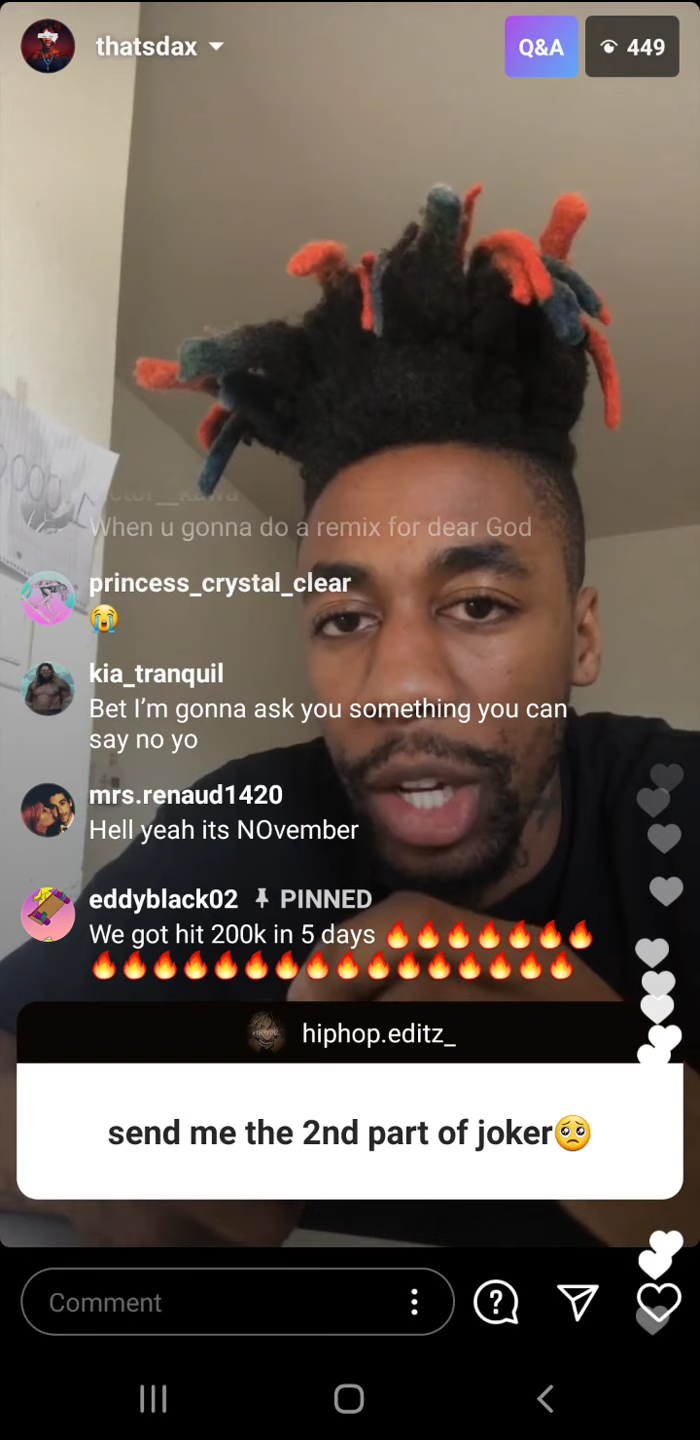 thatsdax
Q&A
449
When u gonna do a remix for dear God
princess_crystal_clear
😭
kia_tranquil
Bet I'm gonna ask you something you can
say no yo
mrs.renaud1420
Hell yeah its NOvember
eddyblack02 PINNED
We got hit 200k in 5 days 🔥🔥🔥🔥🔥🔥🔥
🔥🔥🔥🔥🔥🔥🔥🔥🔥🔥🔥🔥🔥🔥🔥🔥
hiphop.editz_
send me the 2nd part of joker🥺
Comment